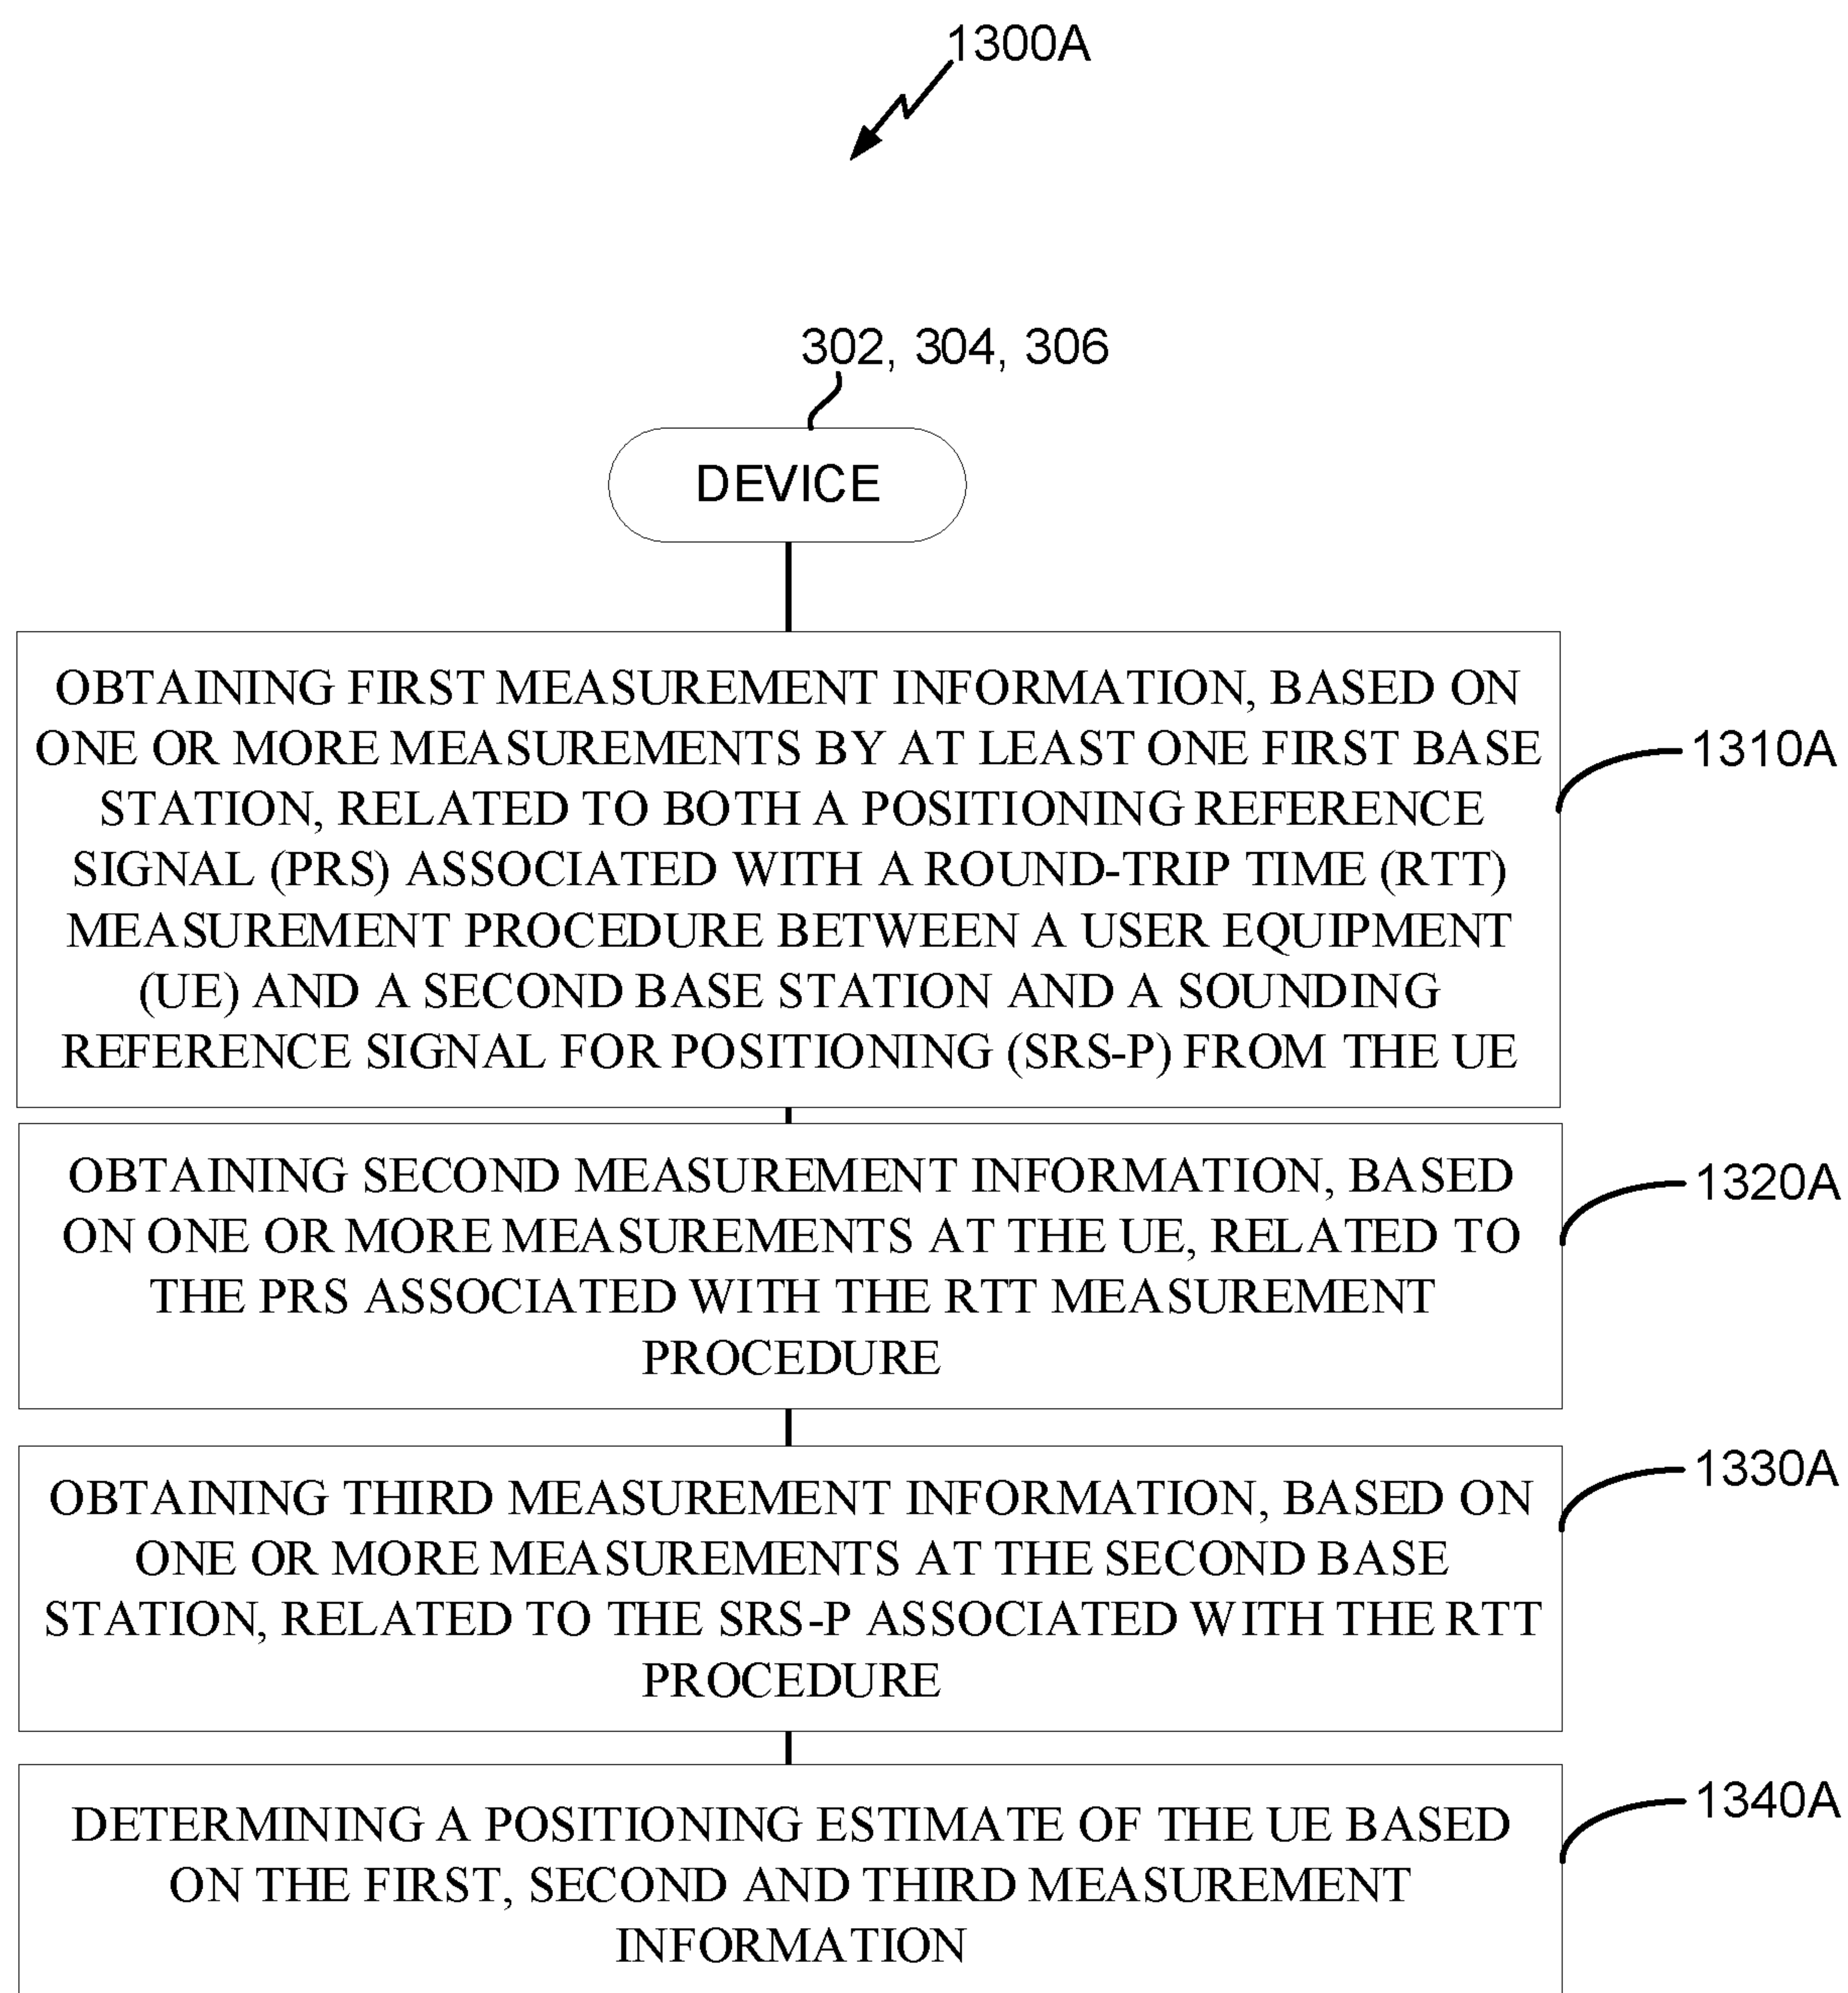 1300A
302, 304, 306
DEVICE
OBTAINING FIRST MEASUREMENT INFORMATION, BASED ON
ONE OR MORE MEASUREMENTS BY AT LEAST ONE FIRST BASE
STATION, RELATED TO BOTH A POSITIONING REFERENCE
SIGNAL (PRS) ASSOCIATED WITH A ROUND-TRIP TIME (RTT)
MEASUREMENT PROCEDURE BETWEEN A USER EQUIPMENT
(UE) AND A SECOND BASE STATION AND A SOUNDING
REFERENCE SIGNAL FOR POSITIONING (SRS-P) FROM THE UE
1310A
OBTAINING SECOND MEASUREMENT INFORMATION, BASED
ON ONE OR MORE MEASUREMENTS AT THE UE, RELATED TO
THE PRS ASSOCIATED WITH THE RTT MEASUREMENT
PROCEDURE
1320A
OBTAINING THIRD MEASUREMENT INFORMATION, BASED ON
ONE OR MORE MEASUREMENTS AT THE SECOND BASE
STATION, RELATED TO THE SRS-P ASSOCIATED WITH THE RTT
PROCEDURE
1330A
DETERMINING A POSITIONING ESTIMATE OF THE UE BASED
ON THE FIRST, SECOND AND THIRD MEASUREMENT
INFORMATION
1340A